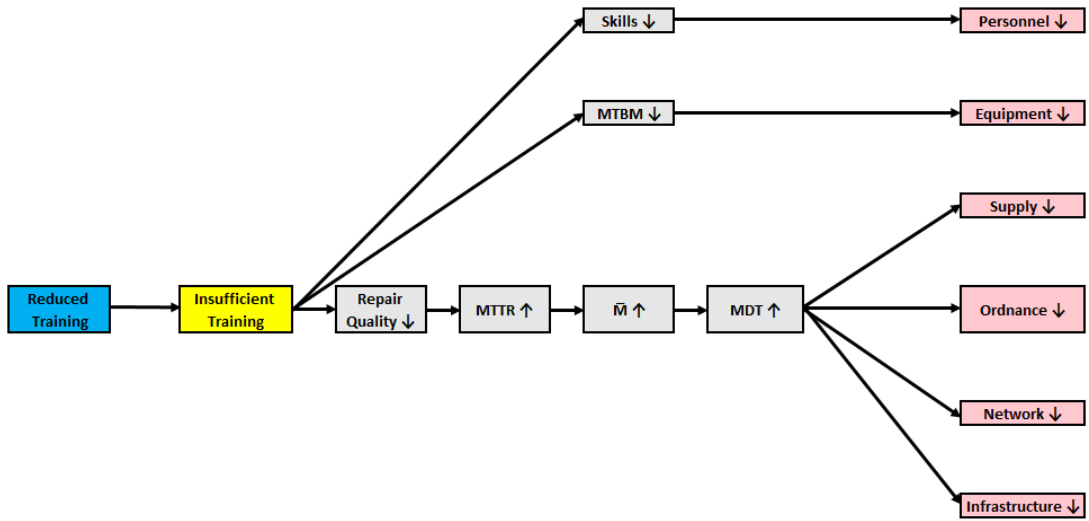 Skills ↓
Personnel ↓
MTBM ↓
Equipment ↓
Supply ↓
Reduced
Training
Insufficient
Training
Repair
Quality ↓
MTTR ↑
M̄ ↑
MDT ↑
Ordnance ↓
Network ↓
Infrastructure ↓